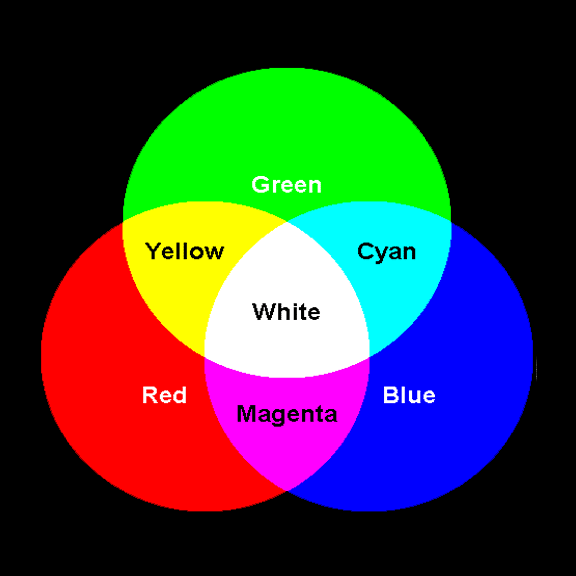 Green
Yellow
Cyan
White
Red
Blue
Magenta